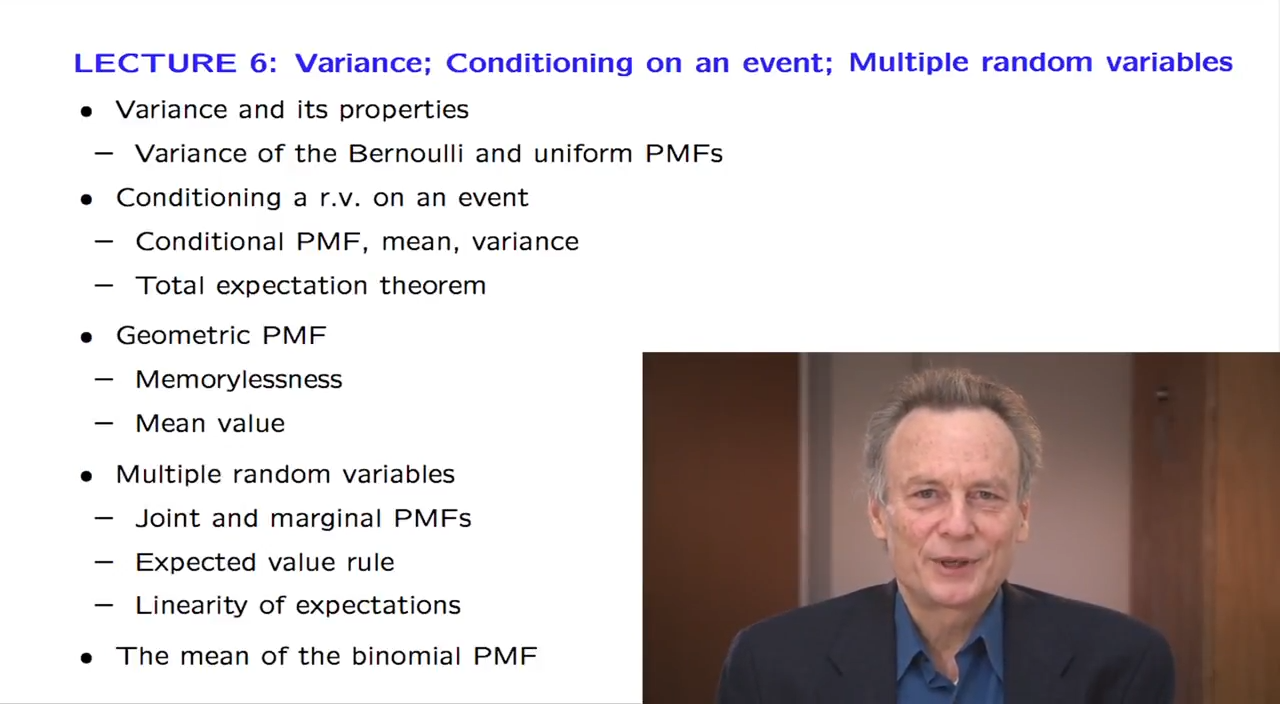 LECTURE 6: Variance; Conditioning on an event; Multiple random variables
● Variance and its properties
– Variance of the Bernoulli and uniform PMFs
● Conditioning a r.v. on an event
– Conditional PMF, mean, variance
– Total expectation theorem
● Geometric PMF
– Memorylessness
– Mean value
● Multiple random variables
– Joint and marginal PMFs
– Expected value rule
– Linearity of expectations
● The mean of the binomial PMF